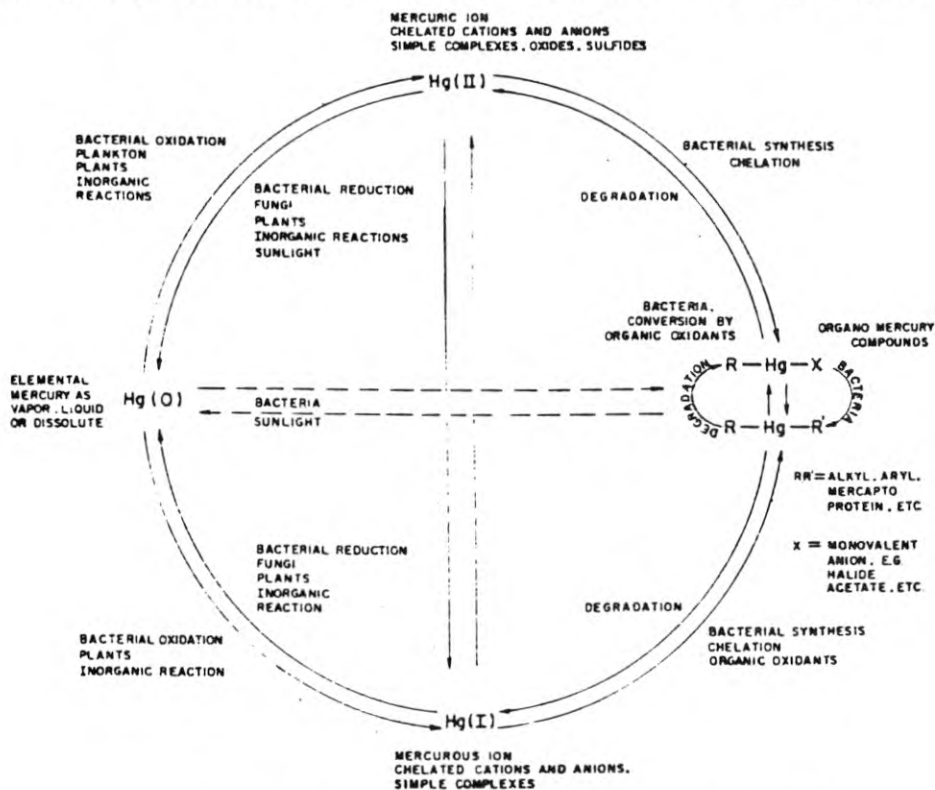 MERCURIC ION
CHELATED CATIONS AND ANIONS
SIMPLE COMPLEXES, OXIDES, SULFIDES
Hg(II)
BACTERIAL OXIDATION
PLANKTON
PLANTS
INORGANIC
REACTIONS
BACTERIAL REDUCTION
FUNGI
PLANTS
INORGANIC REACTIONS
SUNLIGHT
BACTERIAL SYNTHESIS
CHELATION
DEGRADATION
BACTERIA,
CONVERSION BY
ORGANIC OXIDANTS
ORGANO MERCURY
COMPOUNDS
R—Hg—X
DEGRADATION
BACTERIA
R—Hg—R'
ELEMENTAL
MERCURY AS
VAPOR, LIQUID
OR DISSOLUTE
Hg(O)
BACTERIA
SUNLIGHT
RR'=ALKYL, ARYL,
MERCAPTO
PROTEIN, ETC
X = MONOVALENT
ANION, E.G
HALIDE
ACETATE, ETC.
BACTERIAL REDUCTION
FUNGI
PLANTS
INORGANIC
REACTION
DEGRADATION
BACTERIAL OXIDATION
PLANTS
INORGANIC REACTION
BACTERIAL SYNTHESIS
CHELATION
ORGANIC OXIDANTS
Hg(I)
MERCUROUS ION
CHELATED CATIONS AND ANIONS,
SIMPLE COMPLEXES